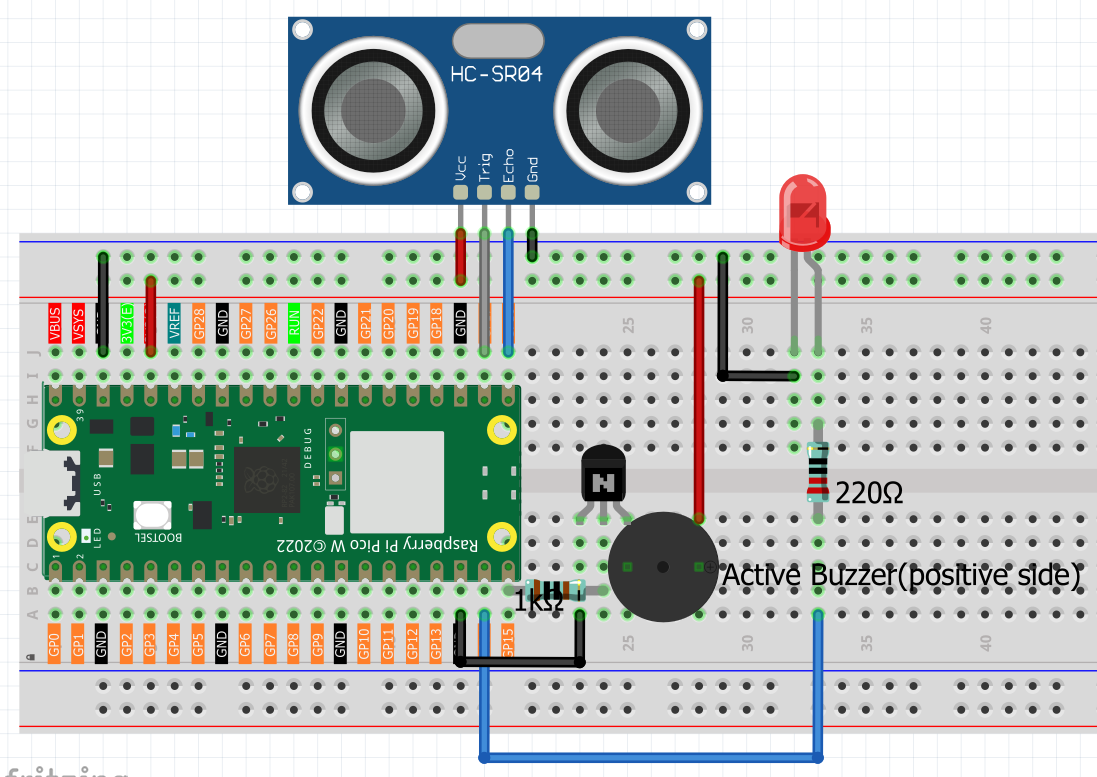 HC-SR04
Vcc
Trig
Echo
Gnd
VBUS
VSYS
3V3(E)
VREF
GP28
GND
GP27
GP26
RUN
GP22
GND
GP21
GP20
GP19
GP18
GND
25
30
35
40
J
I
H
G
F
39
USB
DEBUG
BOOTSEL
LED
1
2
Raspberry Pi Pico W ©2022
220Ω
E
D
C
B
A
1kΩ
Active Buzzer(positive side)
GP0
GP1
GND
GP2
GP3
GP4
GP5
GND
GP6
GP7
GP8
GP9
GND
GP10
GP11
GP12
GP13
GP15
25
30
35
40
fritzing